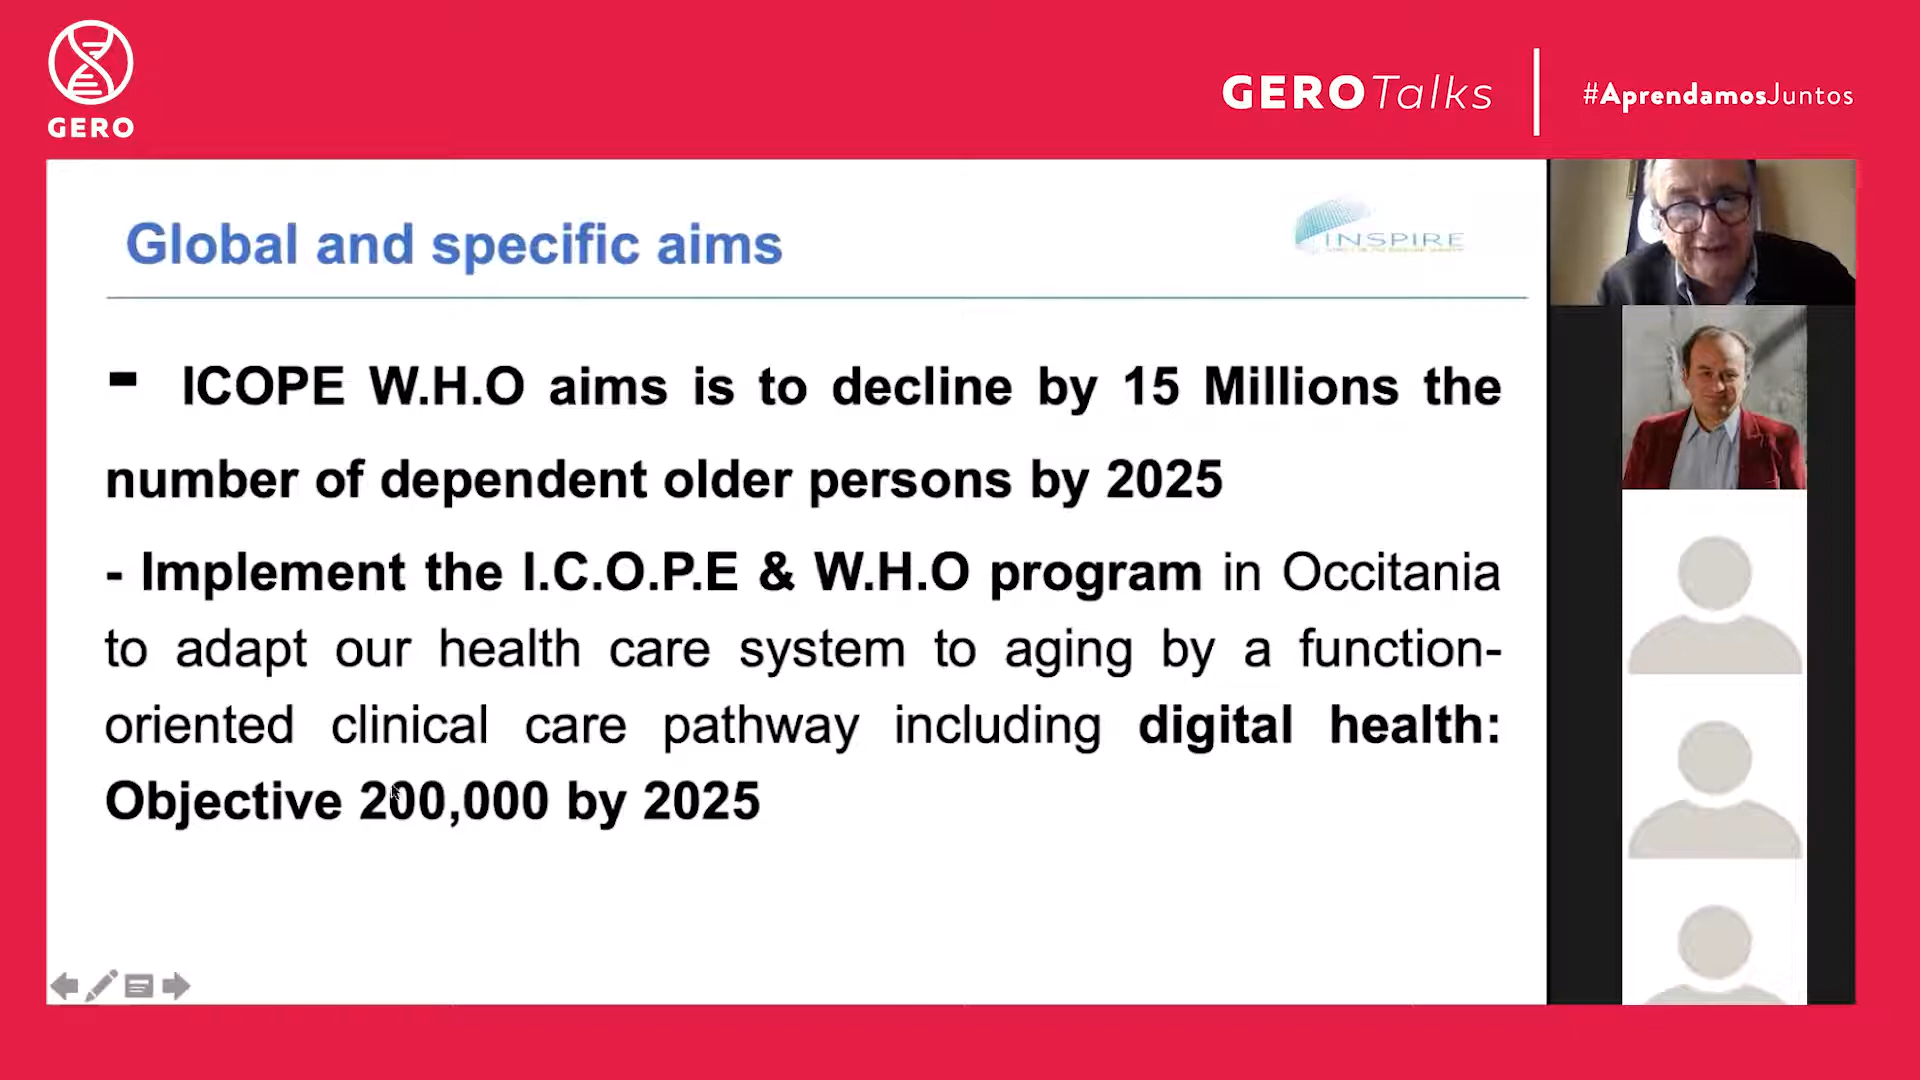 GERO
GEROTalks
#AprendamosJuntos
Global and specific aims
INSPIRE
- ICOPE W.H.O aims is to decline by 15 Millions the
number of dependent older persons by 2025
- Implement the I.C.O.P.E & W.H.O program in Occitania
to adapt our health care system to aging by a function-
oriented clinical care pathway including digital health:
Objective 200,000 by 2025